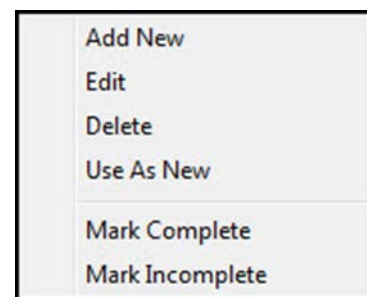 Add New
Edit
Delete
Use As New
Mark Complete
Mark Incomplete